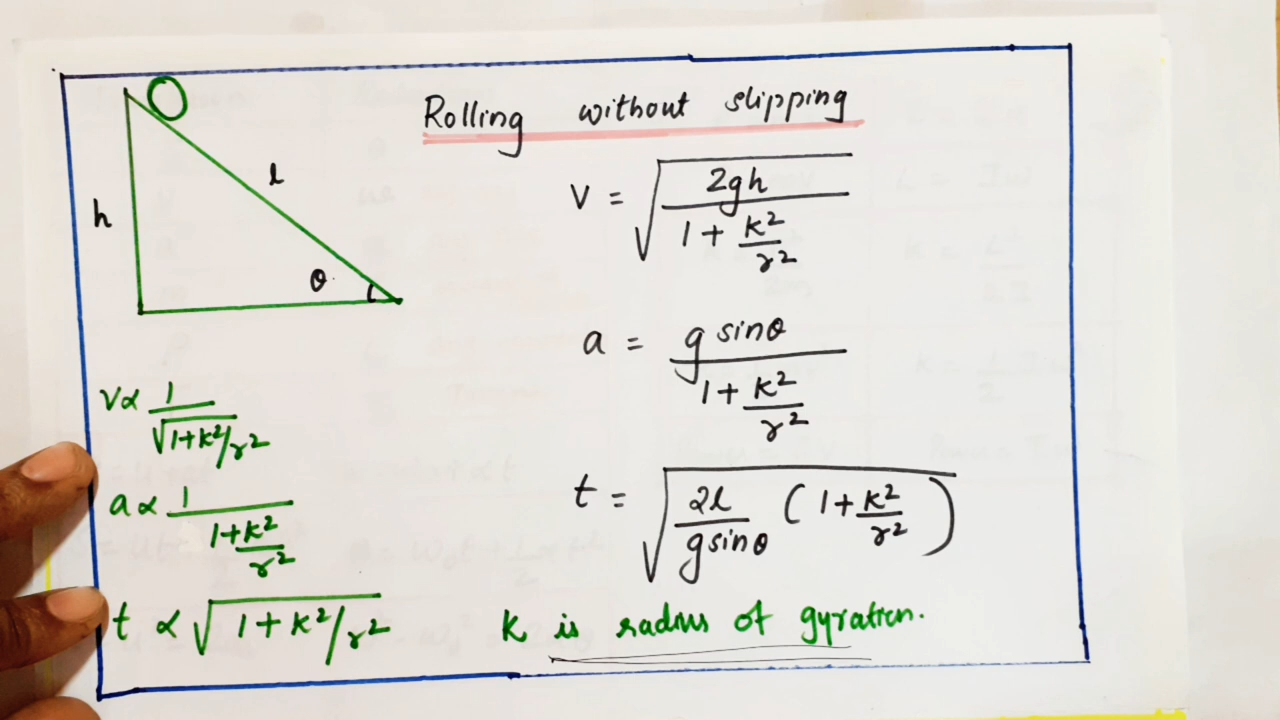 Rolling without slipping
h
l
θ
v = √(2gh / (1 + k²/r²))
a = g sinθ / (1 + k²/r²)
t = √(2l / g sinθ (1 + k²/r²))
v ∝ 1 / √(1 + k²/r²)
a ∝ 1 / (1 + k²/r²)
t ∝ √(1 + k²/r²)
k is radius of gyration.